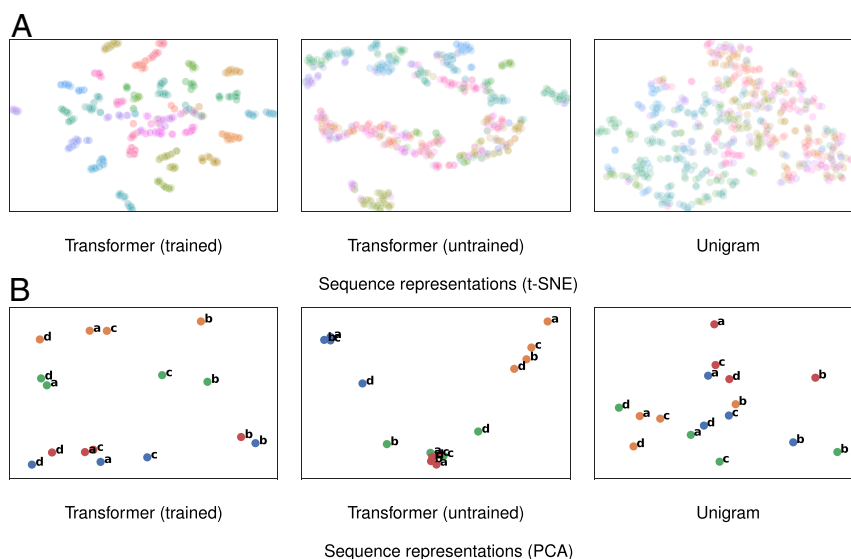 A
Transformer (trained) Transformer (untrained) Unigram
Sequence representations (t-SNE)
B
d a c b
d a c b
d a c b b
d a c
a b c
d
a c b d
b d
a c b a
a
c
a d b
d a c b
d c
a b
d c b
Transformer (trained) Transformer (untrained) Unigram
Sequence representations (PCA)